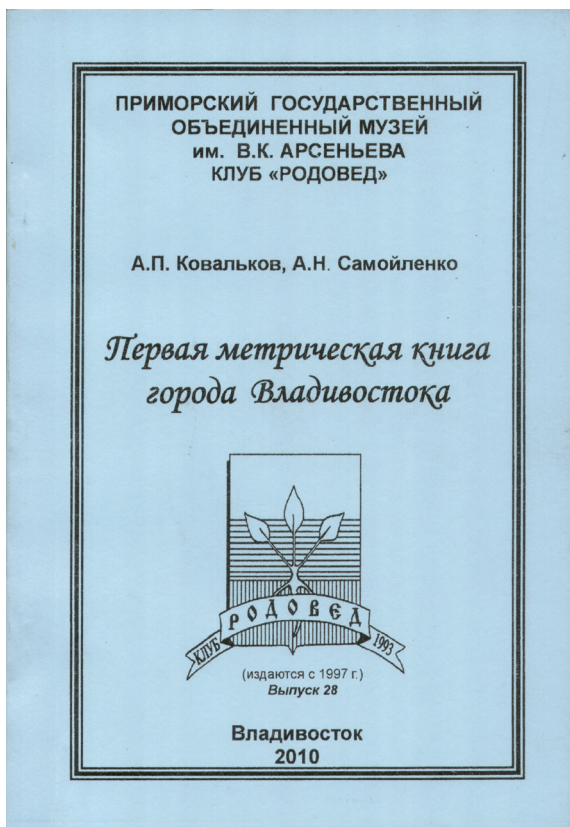 ПРИМОРСКИЙ ГОСУДАРСТВЕННЫЙ
ОБЪЕДИНЕННЫЙ МУЗЕЙ
им. В.К. АРСЕНЬЕВА
КЛУБ «РОДОВЕД»
А.П. Ковальков, А.Н. Самойленко
Первая метрическая книга
города Владивостока
РОДОВЕД
КЛУБ 1993
(издаются с 1997 г.)
Выпуск 28
Владивосток
2010